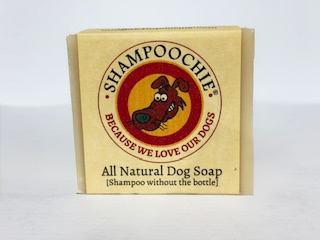 • SHAMPOOCHIE •®
BECAUSE WE LOVE OUR DOGS
All Natural Dog Soap
[Shampoo without the bottle]